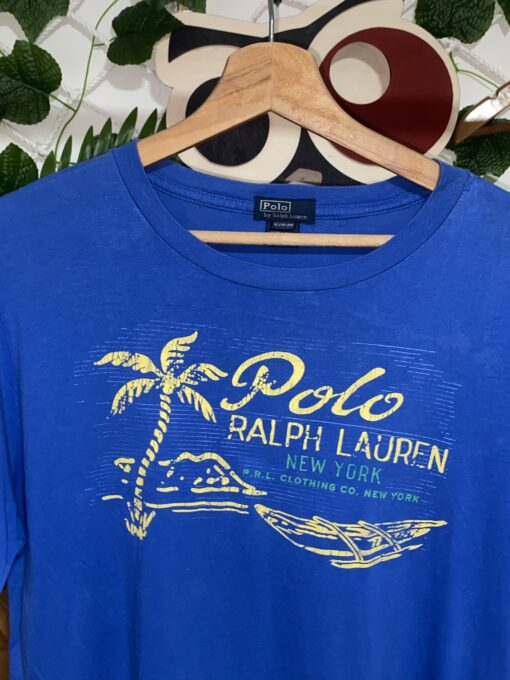 Polo
by Ralph Lauren
Polo
RALPH LAUREN
NEW YORK
P.R.L. CLOTHING CO. NEW YORK